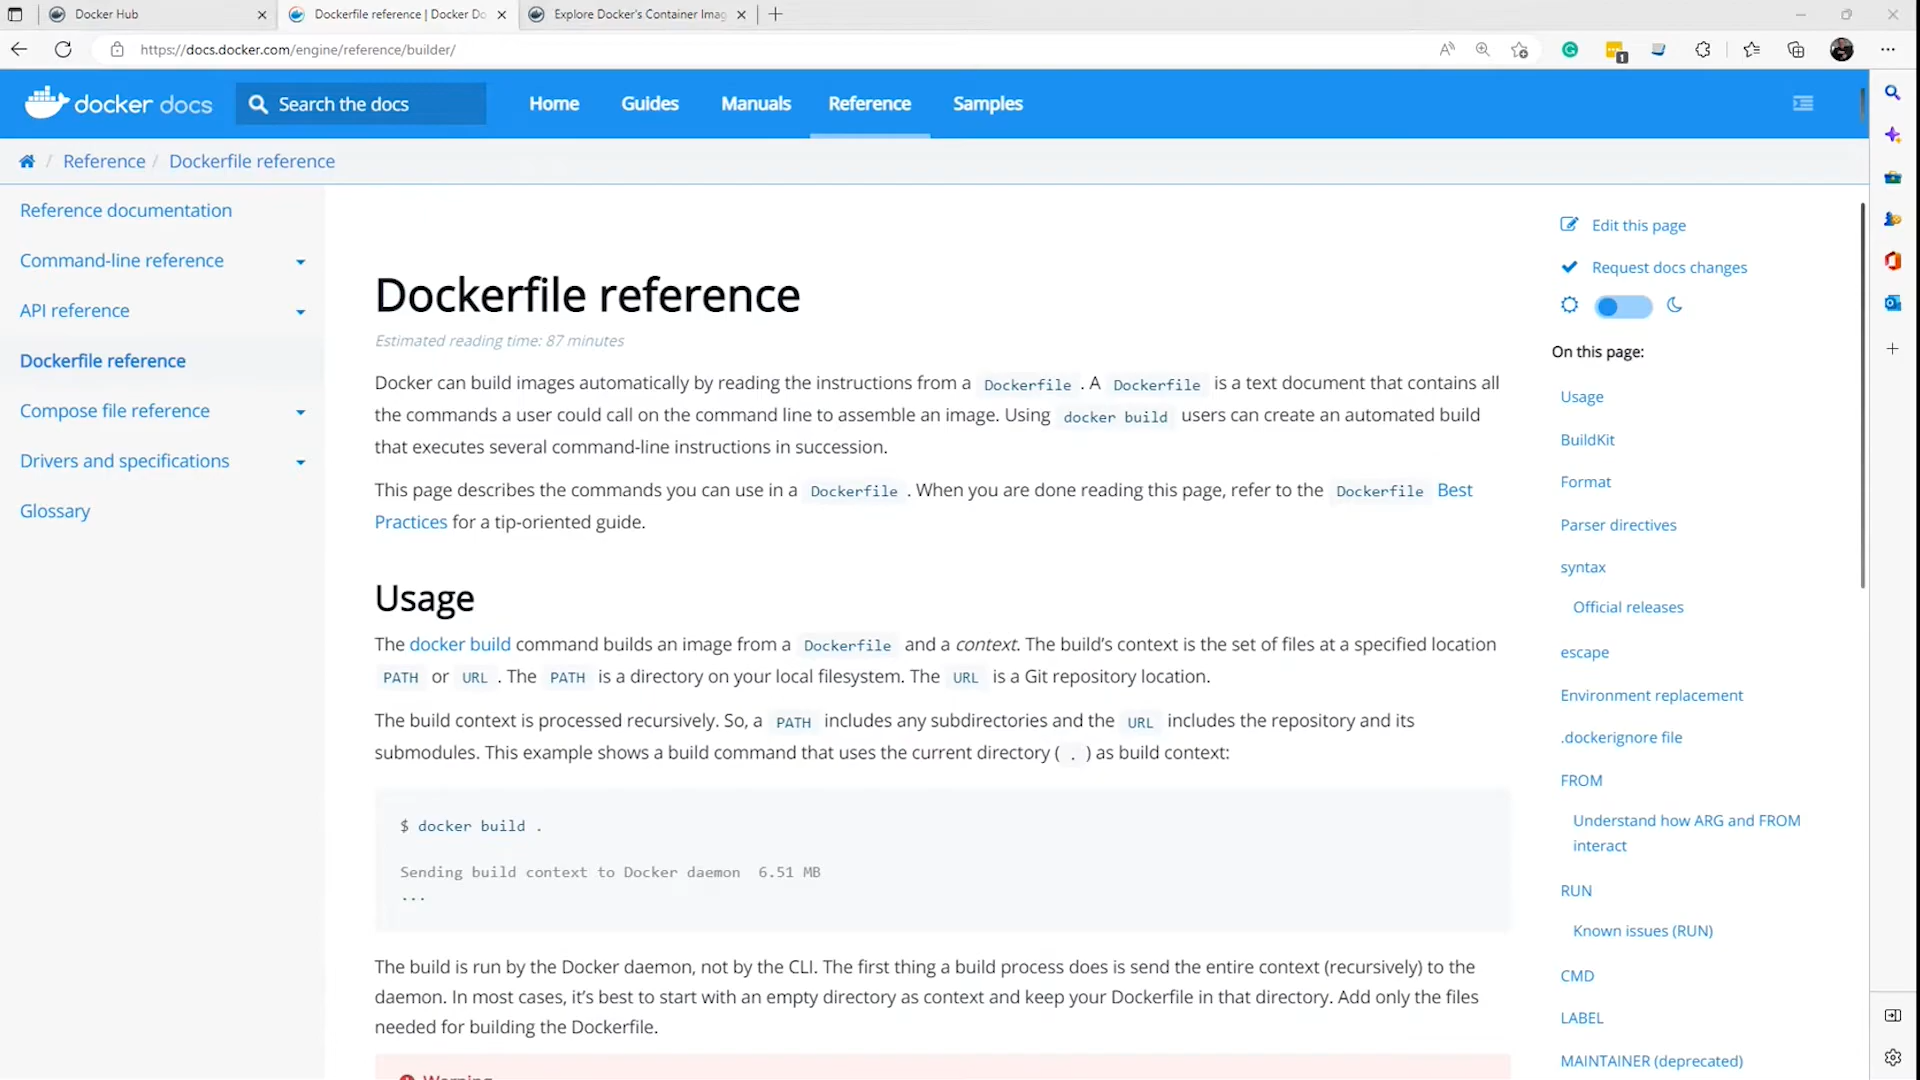 Docker Hub
Dockerfile reference | Docker Do
Explore Docker's Container Imag
https://docs.docker.com/engine/reference/builder/
1
docker docs
Search the docs
Home
Guides
Manuals
Reference
Samples
/ Reference / Dockerfile reference
Reference documentation
Command-line reference
API reference
Dockerfile reference
Compose file reference
Drivers and specifications
Glossary
Dockerfile reference
Estimated reading time: 87 minutes
Docker can build images automatically by reading the instructions from a Dockerfile . A Dockerfile is a text document that contains all
the commands a user could call on the command line to assemble an image. Using docker build users can create an automated build
that executes several command-line instructions in succession.
This page describes the commands you can use in a Dockerfile . When you are done reading this page, refer to the Dockerfile Best
Practices for a tip-oriented guide.
Usage
The docker build command builds an image from a Dockerfile and a context. The build’s context is the set of files at a specified location
PATH or URL . The PATH is a directory on your local filesystem. The URL is a Git repository location.
The build context is processed recursively. So, a PATH includes any subdirectories and the URL includes the repository and its
submodules. This example shows a build command that uses the current directory ( . ) as build context:
$ docker build .
Sending build context to Docker daemon  6.51 MB
...
The build is run by the Docker daemon, not by the CLI. The first thing a build process does is send the entire context (recursively) to the
daemon. In most cases, it’s best to start with an empty directory as context and keep your Dockerfile in that directory. Add only the files
needed for building the Dockerfile.
Warning
Edit this page
Request docs changes
On this page:
Usage
BuildKit
Format
Parser directives
syntax
Official releases
escape
Environment replacement
.dockerignore file
FROM
Understand how ARG and FROM
interact
RUN
Known issues (RUN)
CMD
LABEL
MAINTAINER (deprecated)